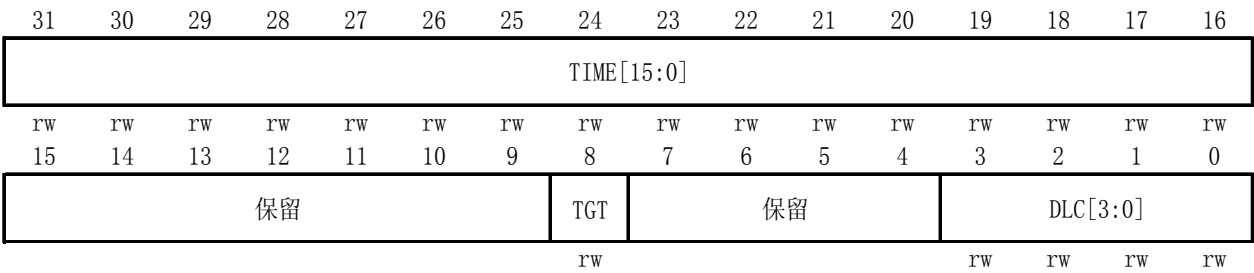 31 30 29 28 27 26 25 24 23 22 21 20 19 18 17 16
TIME[15:0]
rw rw rw rw rw rw rw rw rw rw rw rw rw rw rw rw
15 14 13 12 11 10 9 8 7 6 5 4 3 2 1 0
保留 TGT 保留 DLC[3:0]
rw rw rw rw rw